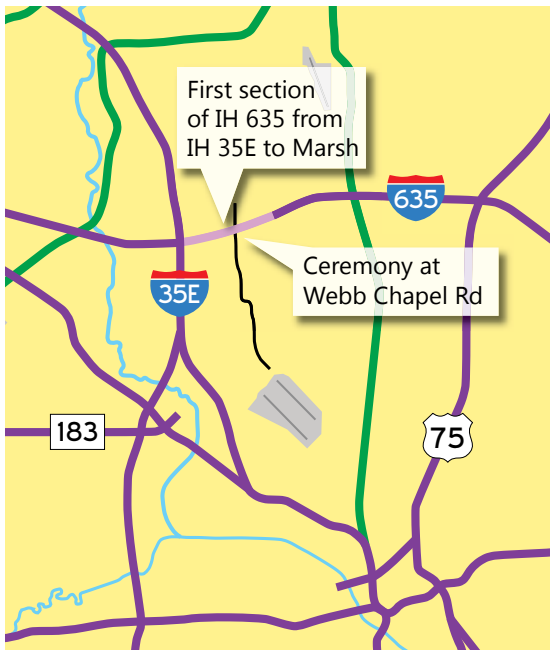 First section
of IH 635 from
IH 35E to Marsh
635
Ceremony at
Webb Chapel Rd
35E
183
75